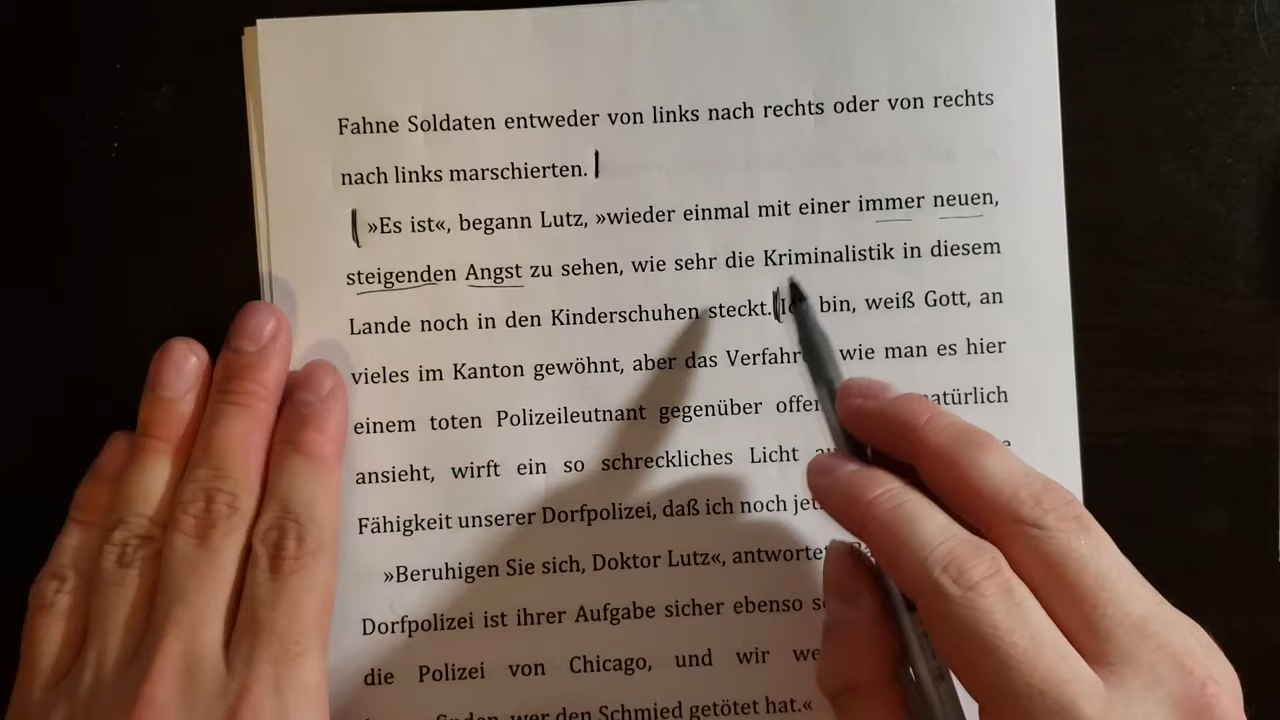 Fahne Soldaten entweder von links nach rechts oder von rechts
nach links marschierten.
»Es ist«, begann Lutz, »wieder einmal mit einer immer neuen,
steigenden Angst zu sehen, wie sehr die Kriminalistik in diesem
Lande noch in den Kinderschuhen steckt. Ich bin, weiß Gott, an
vieles im Kanton gewöhnt, aber das wie man es hier
einem toten Polizeileutnant gegenüber natürlich
ansieht, wirft ein so schreckliches Licht
Fähigkeit unserer Dorfpolizei, daß ich noch
»Beruhigen Sie sich, Doktor Lutz«,
Dorfpolizei ist ihrer Aufgabe sicher ebenso
die Polizei von Chicago, und wir
finden, wer den Schmied getötet hat.«